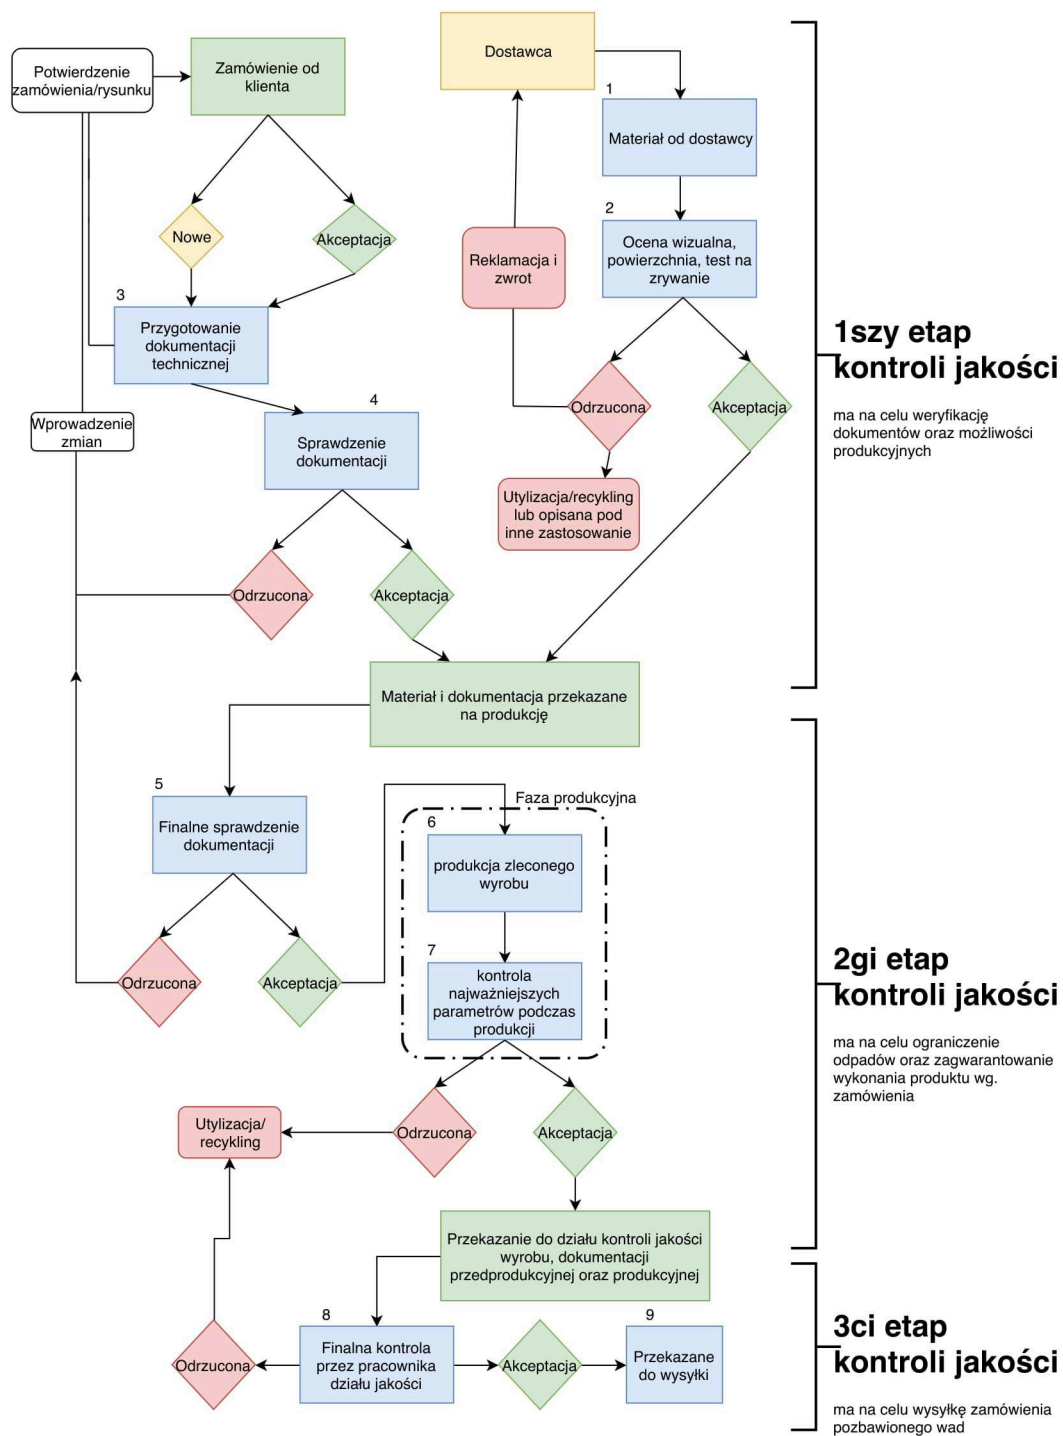 Potwierdzenie
zamówienia/rysunku
Zamówienie od
klienta
Dostawca
1
Materiał od dostawcy
2
Ocena wizualna,
powierzchnia, test na
zrywanie
Nowe
Akceptacja
Reklamacja i
zwrot
3
Przygotowanie
dokumentacji
technicznej
Odrzucona
Akceptacja
1szy etap
kontroli jakości
ma na celu weryfikację
dokumentów oraz możliwości
produkcyjnych
Wprowadzenie
zmian
4
Sprawdzenie
dokumentacji
Utylizacja/recykling
lub opisana pod
inne zastosowanie
Odrzucona
Akceptacja
Materiał i dokumentacja przekazane
na produkcję
5
Finalne sprawdzenie
dokumentacji
Faza produkcyjna
6
produkcja zleconego
wyrobu
7
kontrola
najważniejszych
parametrów podczas
produkcji
Odrzucona
Akceptacja
2gi etap
kontroli jakości
ma na celu ograniczenie
odpadów oraz zagwarantowanie
wykonania produktu wg.
zamówienia
Utylizacja/
recykling
Odrzucona
Akceptacja
Przekazanie do działu kontroli jakości
wyrobu, dokumentacji
przedprodukcyjnej oraz produkcyjnej
8
Finalna kontrola
przez pracownika
działu jakości
Odrzucona
Akceptacja
9
Przekazane
do wysyłki
3ci etap
kontroli jakości
ma na celu wysyłkę zamówienia
pozbawionego wad